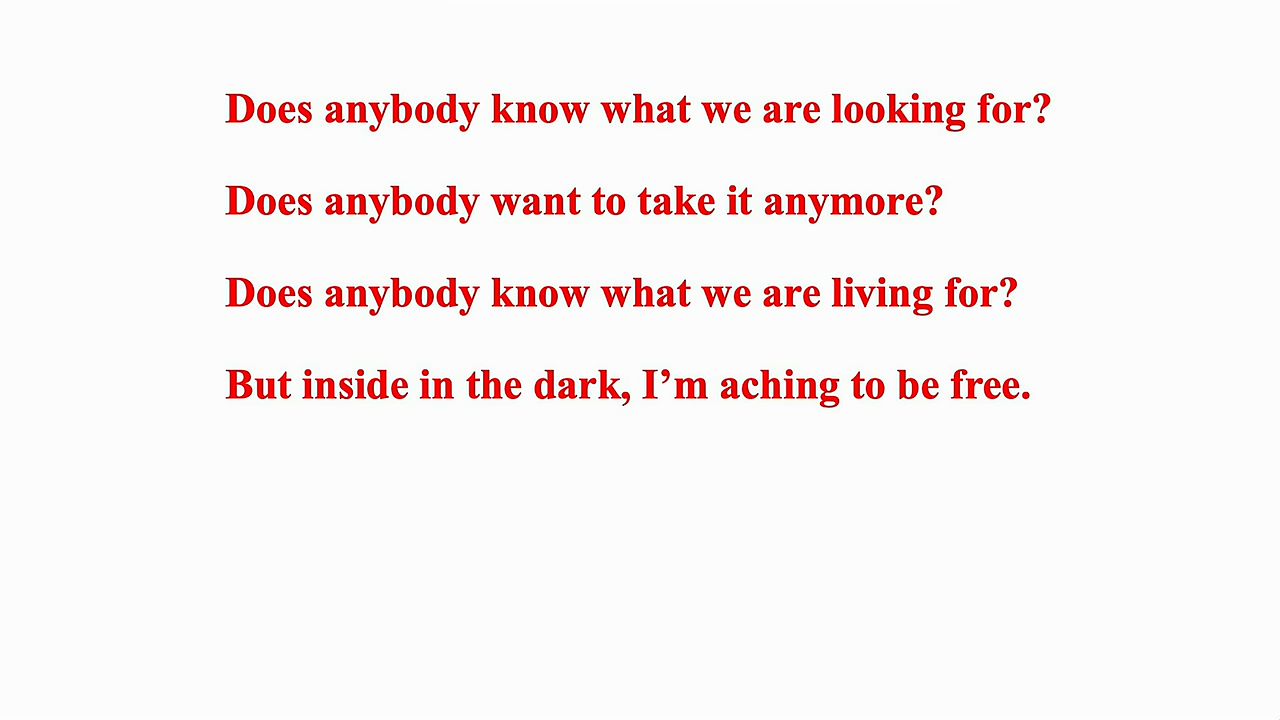 Does anybody know what we are looking for?
Does anybody want to take it anymore?
Does anybody know what we are living for?
But inside in the dark, I’m aching to be free.